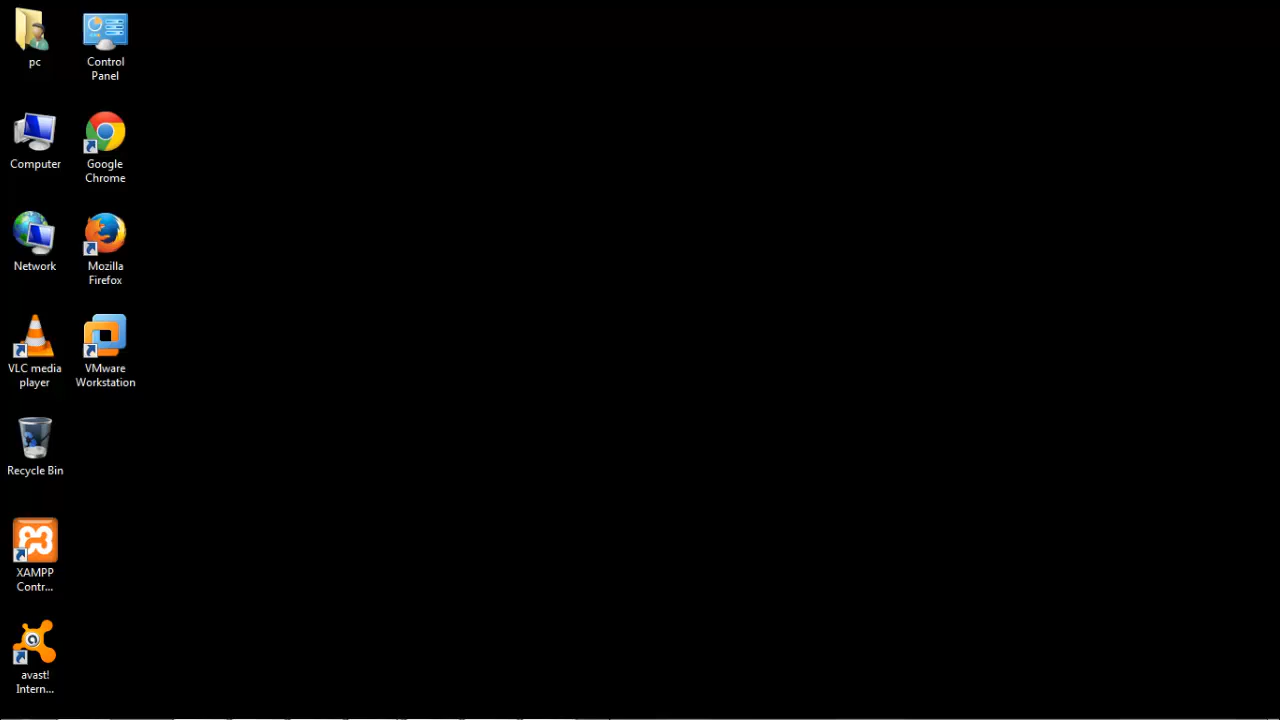 pc
Control
Panel
Computer
Google
Chrome
Network
Mozilla
Firefox
VLC media
player
VMware
Workstation
Recycle Bin
XAMPP
Contr...
avast!
Intern...